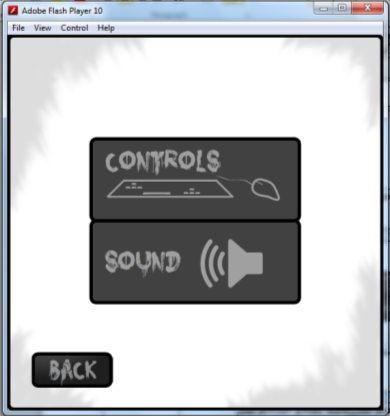 Adobe Flash Player 10
File View Control Help
CONTROLS
SOUND
BACK